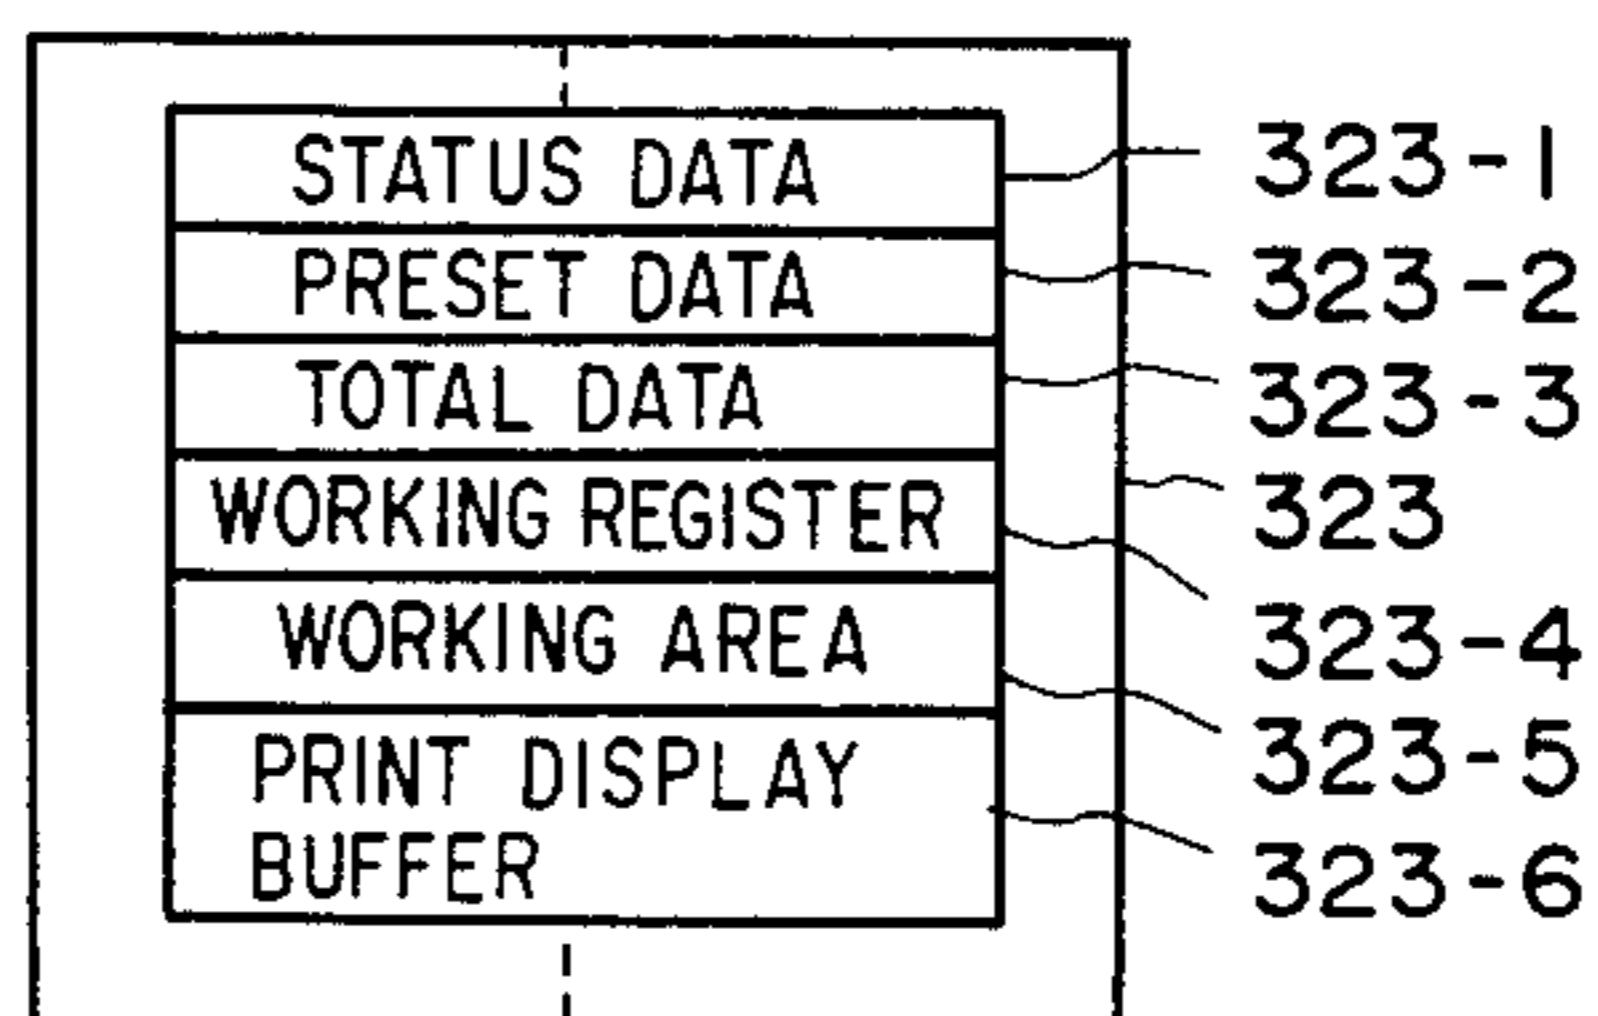 STATUS DATA 323-1
PRESET DATA 323-2
TOTAL DATA 323-3
WORKING REGISTER 323
323-4
WORKING AREA
323-5
PRINT DISPLAY
BUFFER 323-6